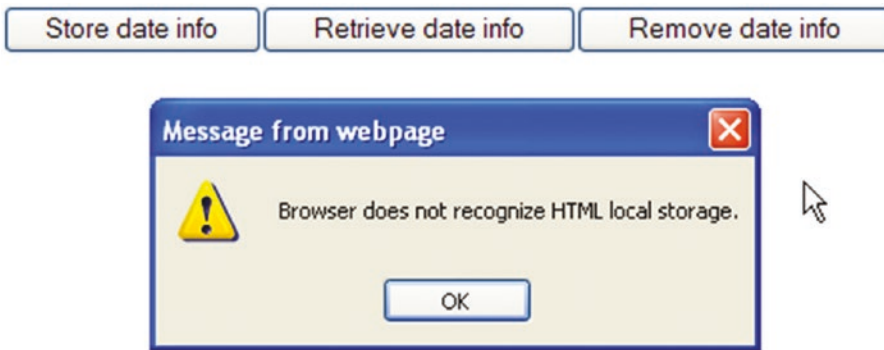 Store date info Retrieve date info Remove date info
Message from webpage
Browser does not recognize HTML local storage.
OK